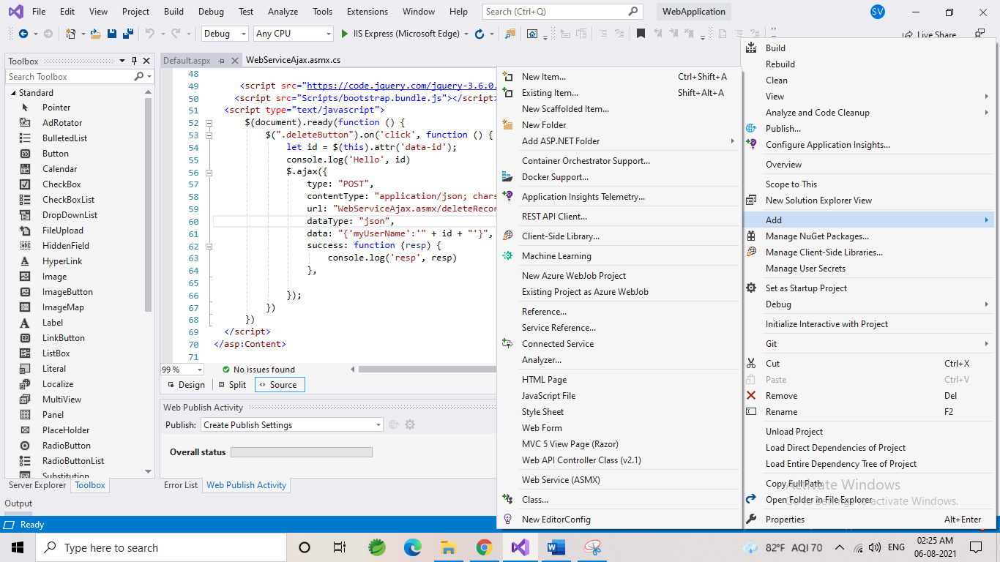 File Edit View Project Build Debug Test Analyze Tools Extensions Window Help Search (Ctrl+Q) WebApplication SV
Debug Any CPU IIS Express (Microsoft Edge) Live Share
Toolbox
Search Toolbox
Standard
Pointer
AdRotator
BulletedList
Button
Calendar
CheckBox
CheckBoxList
DropDownList
FileUpload
HiddenField
HyperLink
Image
ImageButton
ImageMap
Label
LinkButton
ListBox
Literal
Localize
MultiView
Panel
PlaceHolder
RadioButton
RadioButtonList
Substitution
Server Explorer Toolbox
Output
Default.aspx WebServiceAjax.asmx.cs
48
49 <script src="https://code.jquery.com/jquery-3.6.0.
50 <script src="Scripts/bootstrap.bundle.js"></script>
51 <script type="text/javascript">
52 $(document).ready(function () {
53 $(".deleteButton").on('click', function () {
54 let id = $(this).attr('data-id');
55 console.log('Hello', id)
56 $.ajax({
57 type: "POST",
58 contentType: "application/json; chars
59 url: "WebServiceAjax.asmx/deleteRecor
60 dataType: "json",
61 data: "{'myUserName':'" + id + "'}",
62 success: function (resp) {
63 console.log('resp', resp)
64 },
65
66 });
67 })
68 })
69 </script>
70 </asp:Content>
71
99 % No issues found
Design Split Source
Web Publish Activity
Publish: Create Publish Settings
Overall status
Error List Web Publish Activity
New Item... Ctrl+Shift+A
Existing Item... Shift+Alt+A
New Scaffolded Item...
New Folder
Add ASP.NET Folder
Container Orchestrator Support...
Docker Support...
Application Insights Telemetry...
REST API Client...
Client-Side Library...
Machine Learning
New Azure WebJob Project
Existing Project as Azure WebJob
Reference...
Service Reference...
Connected Service
Analyzer...
HTML Page
JavaScript File
Style Sheet
Web Form
MVC 5 View Page (Razor)
Web API Controller Class (v2.1)
Web Service (ASMX)
Class...
New EditorConfig
Build
Rebuild
Clean
View
Analyze and Code Cleanup
Publish...
Configure Application Insights...
Overview
Scope to This
New Solution Explorer View
Add
Manage NuGet Packages...
Manage Client-Side Libraries...
Manage User Secrets
Set as Startup Project
Debug
Initialize Interactive with Project
Git
Cut Ctrl+X
Paste Ctrl+V
Remove Del
Rename F2
Unload Project
Load Direct Dependencies of Project
Load Entire Dependency Tree of Project
Copy Full Path
Open Folder in File Explorer
Properties Alt+Enter
Activate Windows
Go to Settings to activate Windows.
Ready
Type here to search 82°F AQI 70 ENG 02:25 AM
06-08-2021